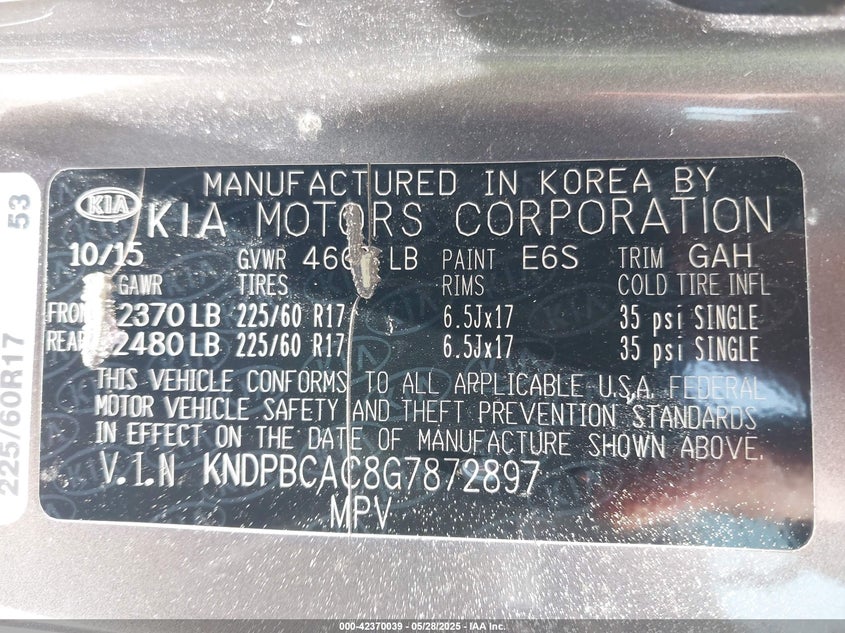 MANUFACTURED IN KOREA BY
KIA KIA MOTORS CORPORATION
10/15 GVWR LB PAINT E6S TRIM GAH
GAWR TIRES RIMS COLD TIRE INFL
FRONT 2370 LB 225/60 R17 6.5Jx17 35 psi SINGLE
REAR 2480 LB 225/60 R17 6.5Jx17 35 psi SINGLE
THIS VEHICLE CONFORMS TO ALL APPLICABLE U.S.A. FEDERAL
MOTOR VEHICLE SAFETY AND THEFT PREVENTION STANDARDS
IN EFFECT ON THE DATE OF MANUFACTURE SHOWN ABOVE.
V.I.N KNDPBCAC8G7872897
MPV
225/60R17 53
000-42370039 - 05/28/2025 - IAA Inc.